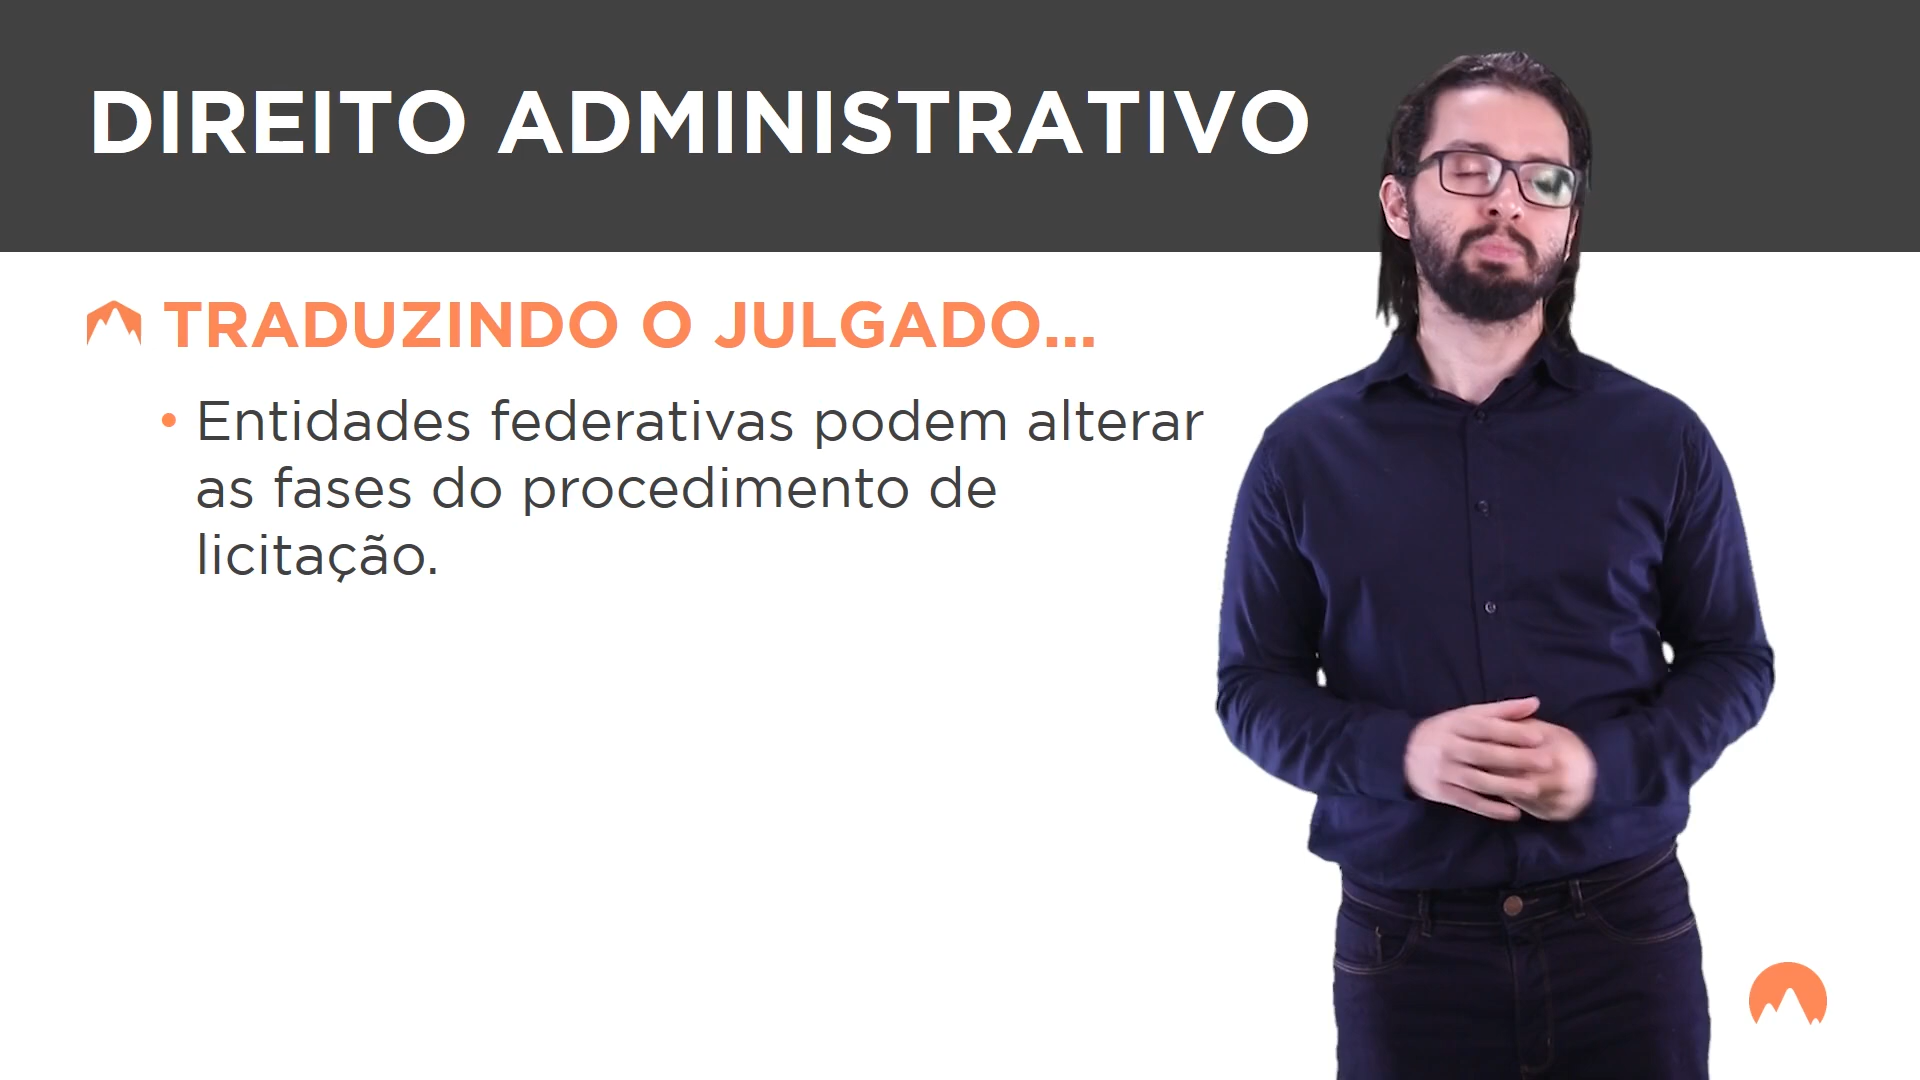 DIREITO ADMINISTRATIVO
TRADUZINDO O JULGADO...
• Entidades federativas podem alterar
as fases do procedimento de
licitação.